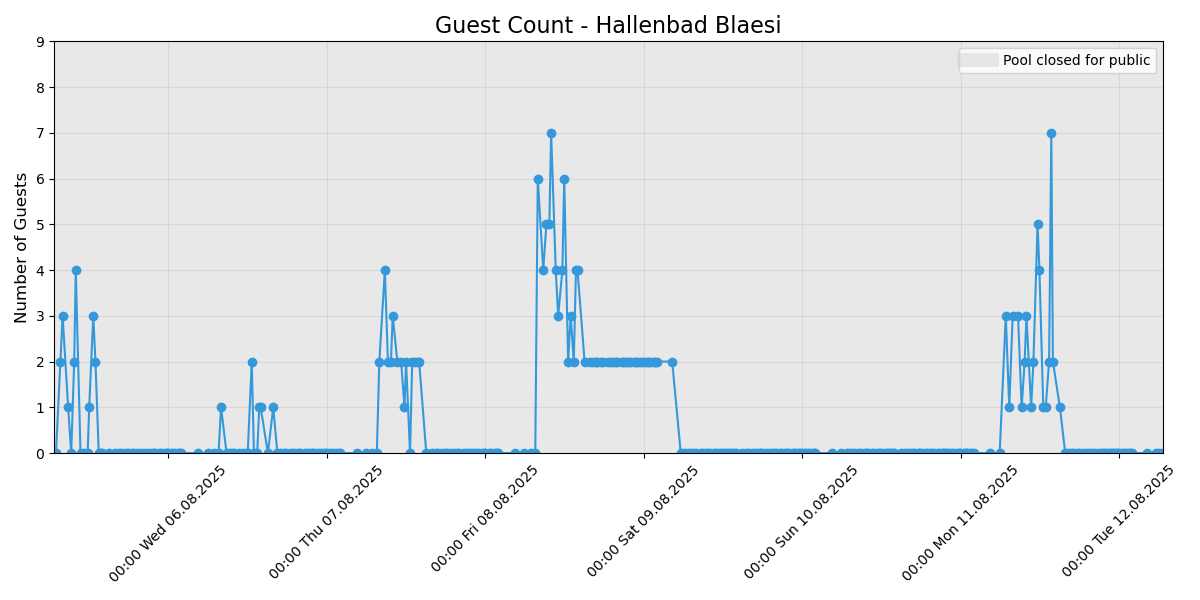 Guest Count - Hallenbad Blaesi
Pool closed for public
Number of Guests
9
8
7
6
5
4
3
2
1
0
00:00 Wed 06.08.2025
00:00 Thu 07.08.2025
00:00 Fri 08.08.2025
00:00 Sat 09.08.2025
00:00 Sun 10.08.2025
00:00 Mon 11.08.2025
00:00 Tue 12.08.2025